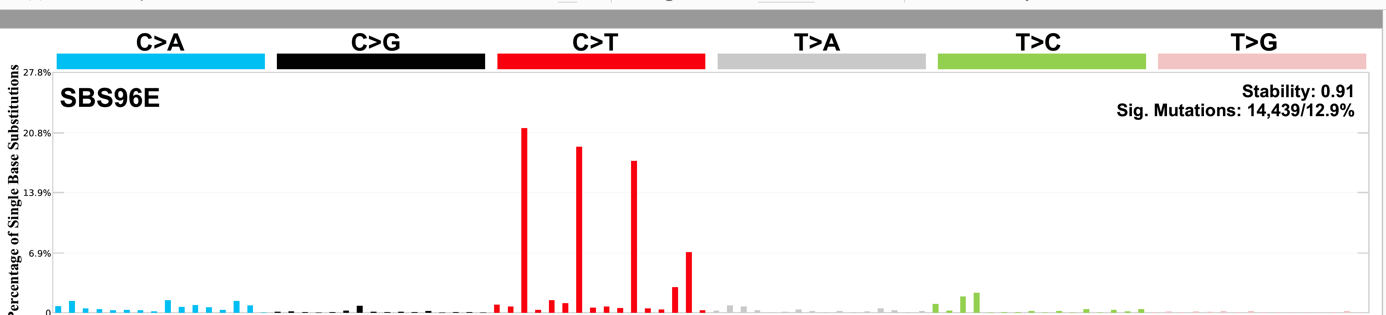 C>A C>G C>T T>A T>C T>G
27.8%
SBS96E
Stability: 0.91
Sig. Mutations: 14,439/12.9%
20.8%
13.9%
6.9%
0
Percentage of Single Base Substitutions